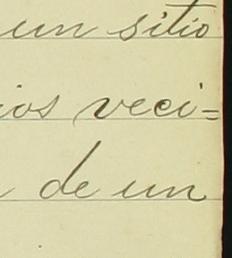 un sitio
ios veci=
de un